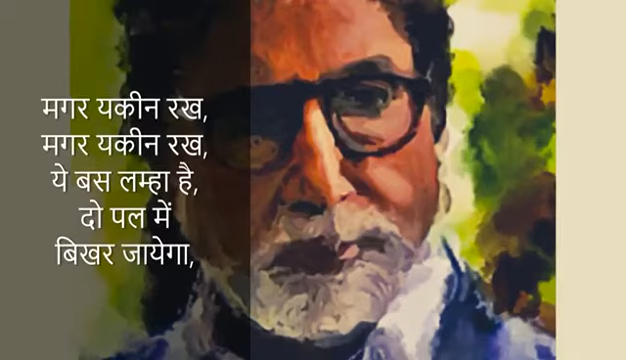 मगर यकीन रख,
मगर यकीन रख,
ये बस लम्हा है,
दो पल में
बिखर जायेगा,